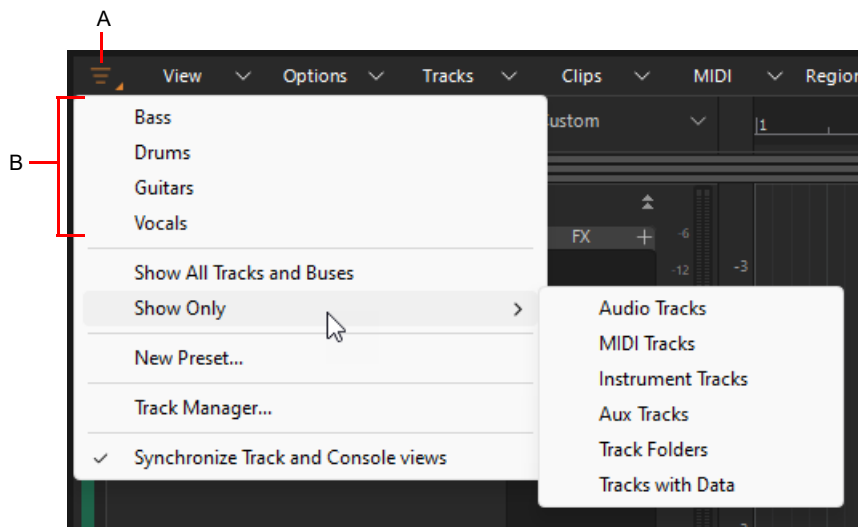 A
View Options Tracks Clips MIDI Region
B
Bass
Drums
Guitars
Vocals
Show All Tracks and Buses
Show Only
New Preset...
Track Manager...
Synchronize Track and Console views
ustom
1
FX
-6
-12
-3
Audio Tracks
MIDI Tracks
Instrument Tracks
Aux Tracks
Track Folders
Tracks with Data